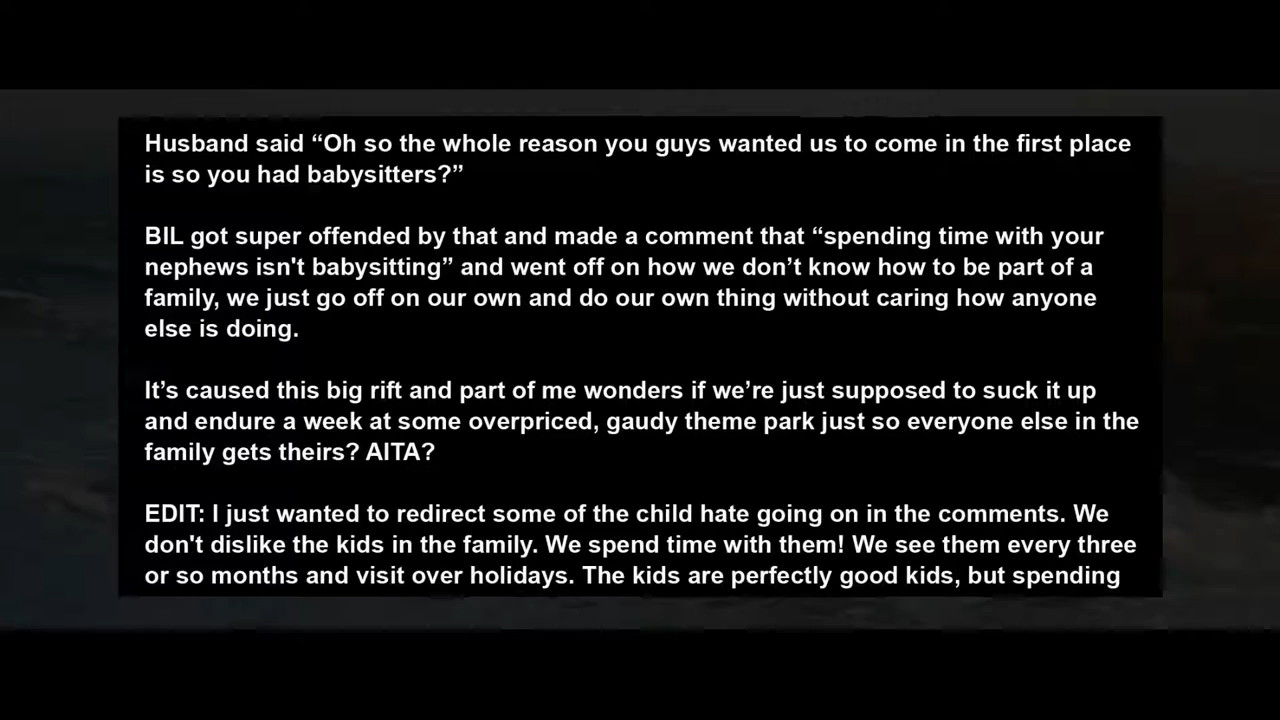 Husband said “Oh so the whole reason you guys wanted us to come in the first place
is so you had babysitters?”
BIL got super offended by that and made a comment that “spending time with your
nephews isn't babysitting” and went off on how we don’t know how to be part of a
family, we just go off on our own and do our own thing without caring how anyone
else is doing.
It’s caused this big rift and part of me wonders if we’re just supposed to suck it up
and endure a week at some overpriced, gaudy theme park just so everyone else in the
family gets theirs? AITA?
EDIT: I just wanted to redirect some of the child hate going on in the comments. We
don't dislike the kids in the family. We spend time with them! We see them every three
or so months and visit over holidays. The kids are perfectly good kids, but spending